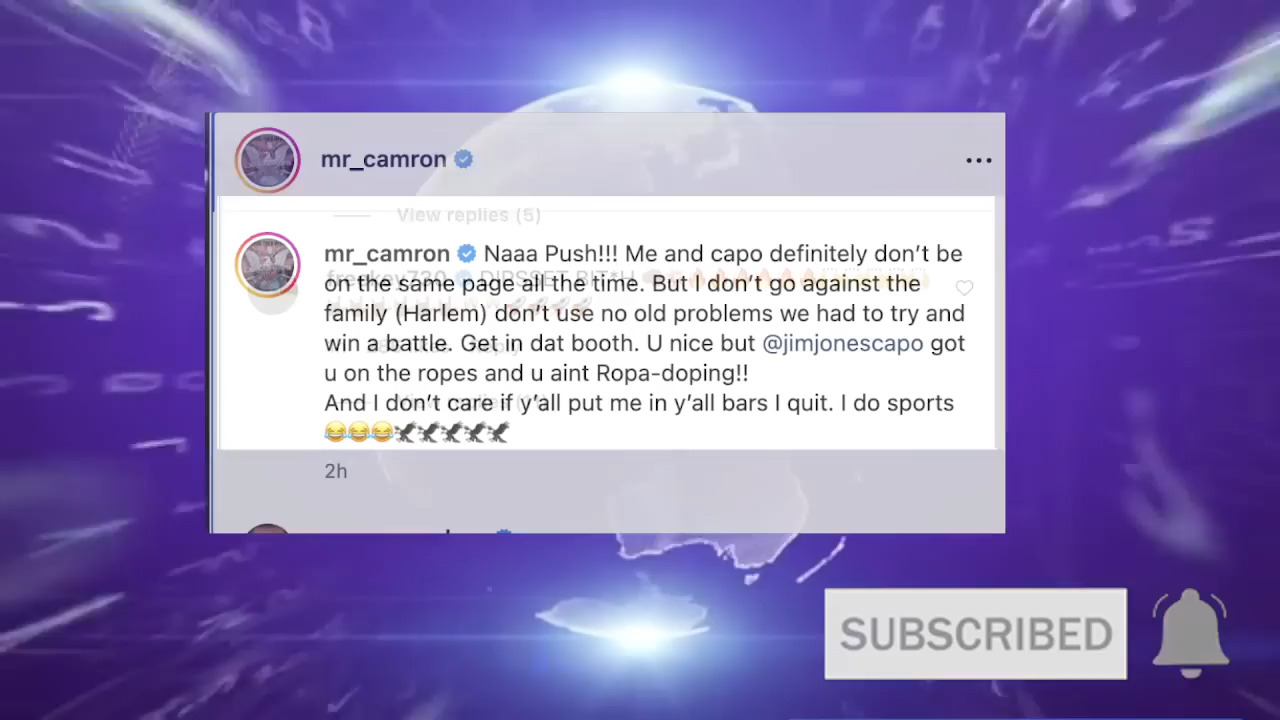 mr_camron
View replies (5)
mr_camron Naaa Push!!! Me and capo definitely don’t be
on the same page all the time. But I don’t go against the
family (Harlem) don’t use no old problems we had to try and
win a battle. Get in dat booth. U nice but @jimjonescapo got
u on the ropes and u aint Ropa-doping!!
And I don’t care if y’all put me in y’all bars I quit. I do sports
😂😂😂🦅🦅🦅🦅🦅
2h
SUBSCRIBED